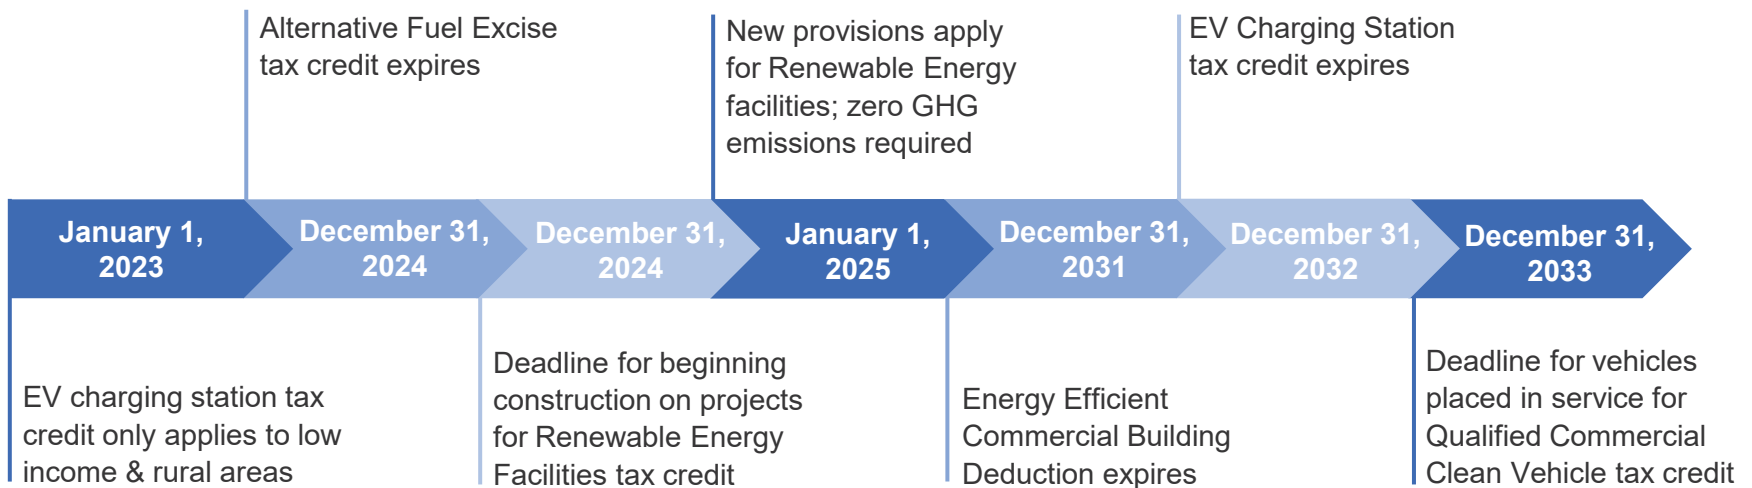 Alternative Fuel Excise
tax credit expires
New provisions apply
for Renewable Energy
facilities; zero GHG
emissions required
EV Charging Station
tax credit expires
January 1,
2023
December 31,
2024
December 31,
2024
January 1,
2025
December 31,
2031
December 31,
2032
December 31,
2033
EV charging station tax
credit only applies to low
income & rural areas
Deadline for beginning
construction on projects
for Renewable Energy
Facilities tax credit
Energy Efficient
Commercial Building
Deduction expires
Deadline for vehicles
placed in service for
Qualified Commercial
Clean Vehicle tax credit